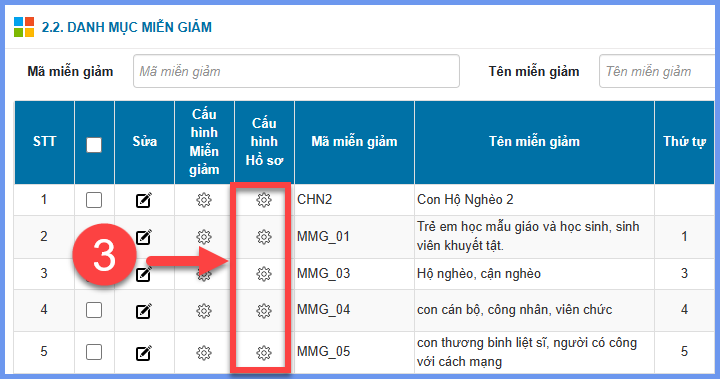 2.2. DANH MỤC MIỄN GIẢM
Mã miễn giảm Mã miễn giảm Tên miễn giảm Tên miễn giảm
STT Sửa Cấu hình Miễn giảm Cấu hình Hồ sơ Mã miễn giảm Tên miễn giảm Thứ tự
1 CHN2 Con Hộ Nghèo 2
2 MMG_01 Trẻ em học mẫu giáo và học sinh, sinh
viên khuyết tật. 1
3 MMG_03 Hộ nghèo, cận nghèo 3
3
4 MMG_04 con cán bộ, công nhân, viên chức 4
5 MMG_05 con thương binh liệt sĩ, người có công
với cách mạng 5